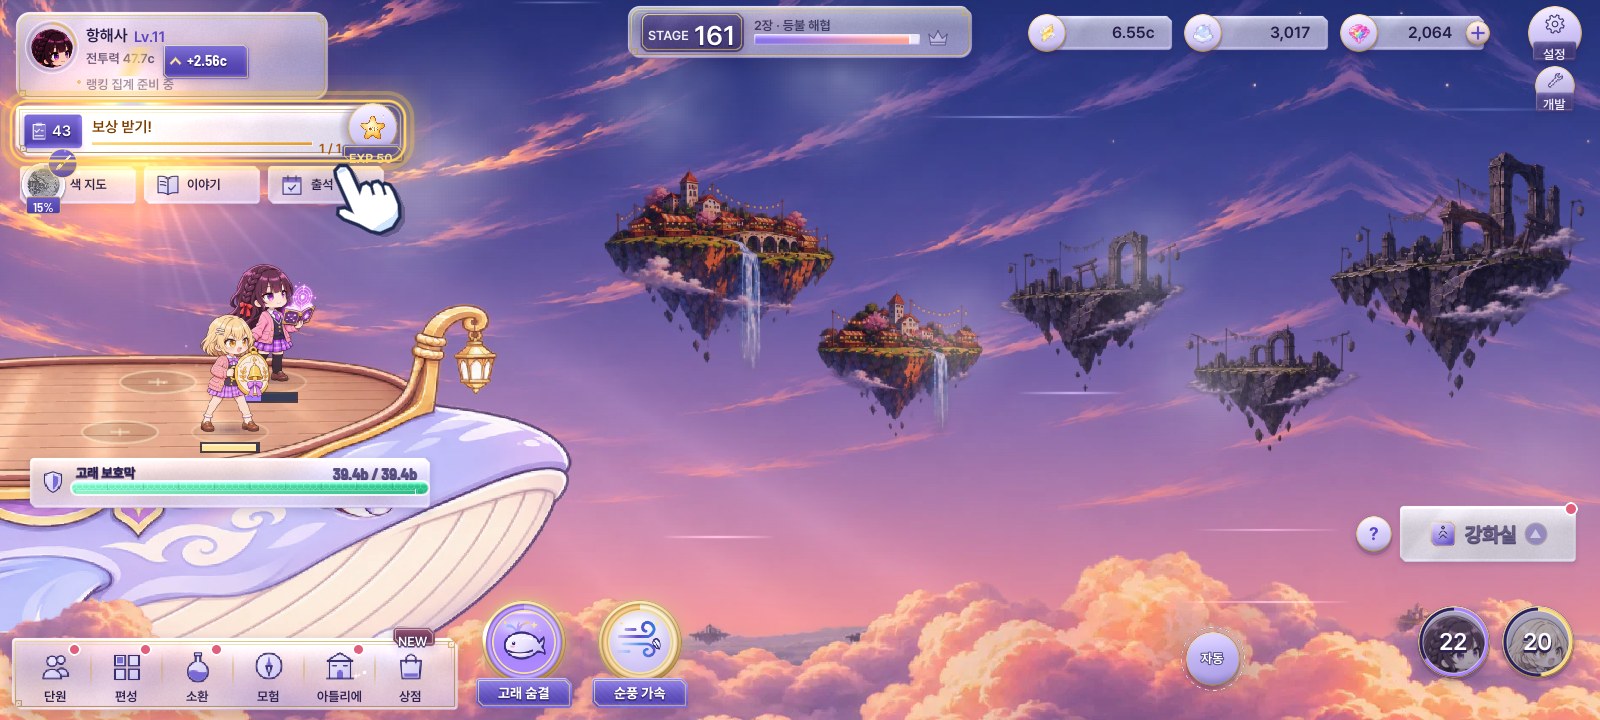 항해사 Lv.11
전투력 47.7c
+2.56c
랭킹 집계 준비 중
STAGE 161
2장 · 등불 해협
6.55c
3,017
2,064
설정
개발
43
보상 받기!
1 / 1
EXP 50
색 지도
15%
이야기
출석
고래 보호막
39.4b / 39.4b
?
강화실
NEW
단원
편성
소환
모험
아틀리에
상점
고래 숨결
순풍 가속
자동
22
20